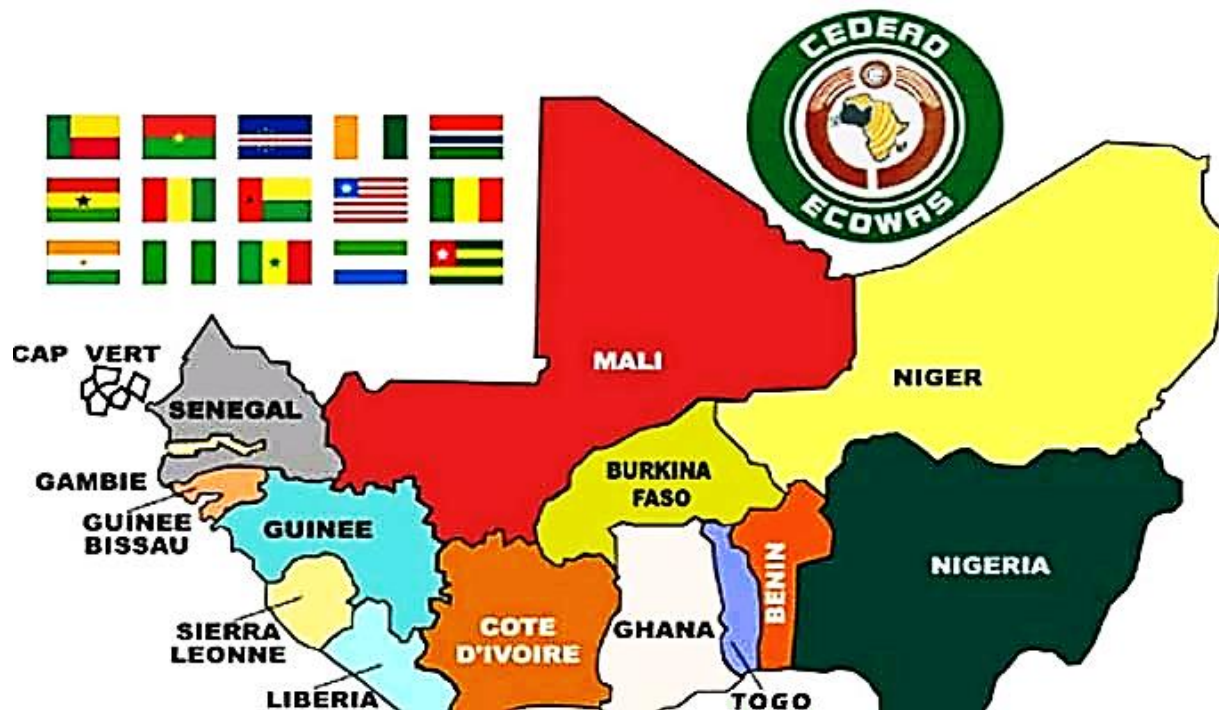 CEDEAO
ECOWAS
CAP VERT
MALI
NIGER
SENEGAL
GAMBIE
GUINEE
BISSAU
GUINEE
BURKINA
FASO
NIGERIA
BENIN
SIERRA
LEONNE
COTE
D'IVOIRE
GHANA
LIBERIA
TOGO